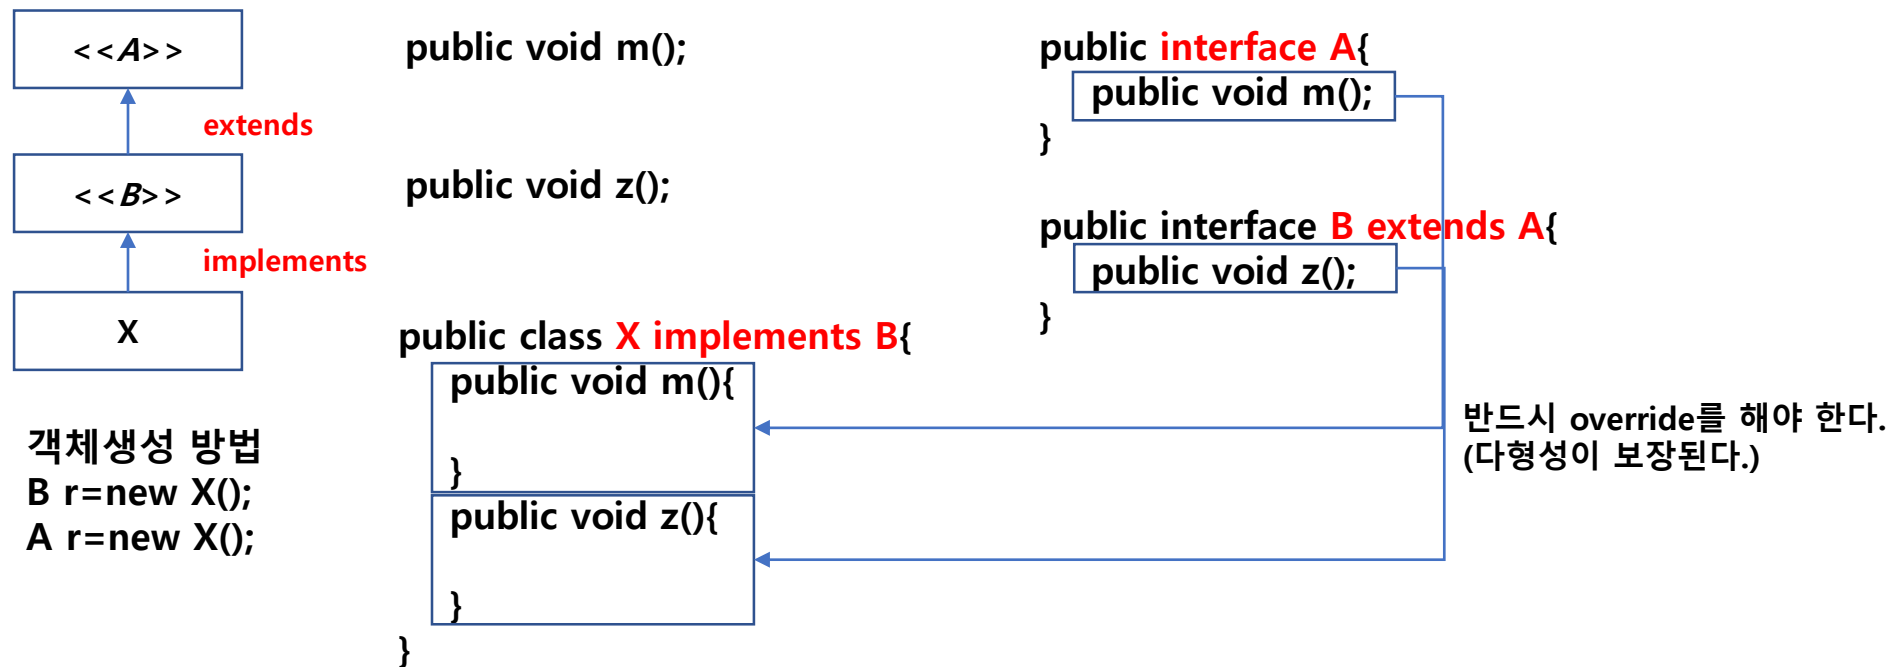 <<A>>
extends
<<B>>
implements
X
객체생성 방법
B r=new X();
A r=new X();
public void m();
public void z();
public class X implements B{
public void m(){
}
public void z(){
}
}
public interface A{
public void m();
}
public interface B extends A{
public void z();
}
반드시 override를 해야 한다.
(다형성이 보장된다.)